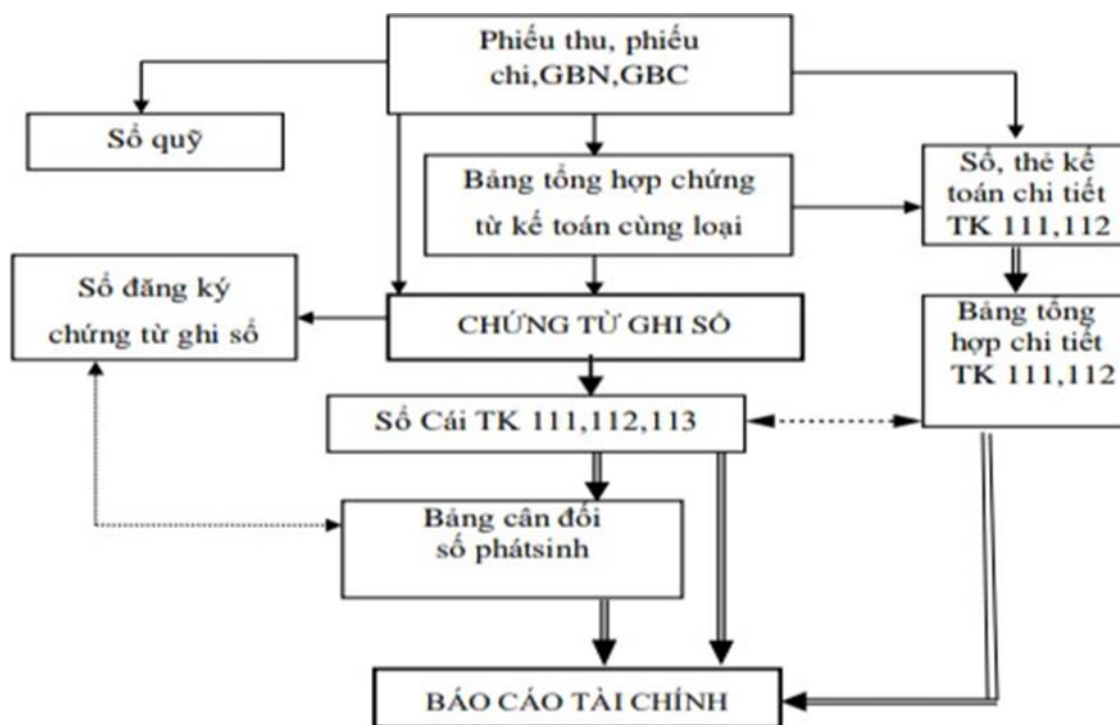 Phiếu thu, phiếu
chi,GBN,GBC
Sổ quỹ
Bảng tổng hợp chứng
từ kế toán cùng loại
Sổ, thẻ kế
toán chi tiết
TK 111,112
Sổ đăng ký
chứng từ ghi sổ
CHỨNG TỪ GHI SỔ
Bảng tổng
hợp chi tiết
TK 111,112
Sổ Cái TK 111,112,113
Bảng cân đối
số phátsinh
BÁO CÁO TÀI CHÍNH